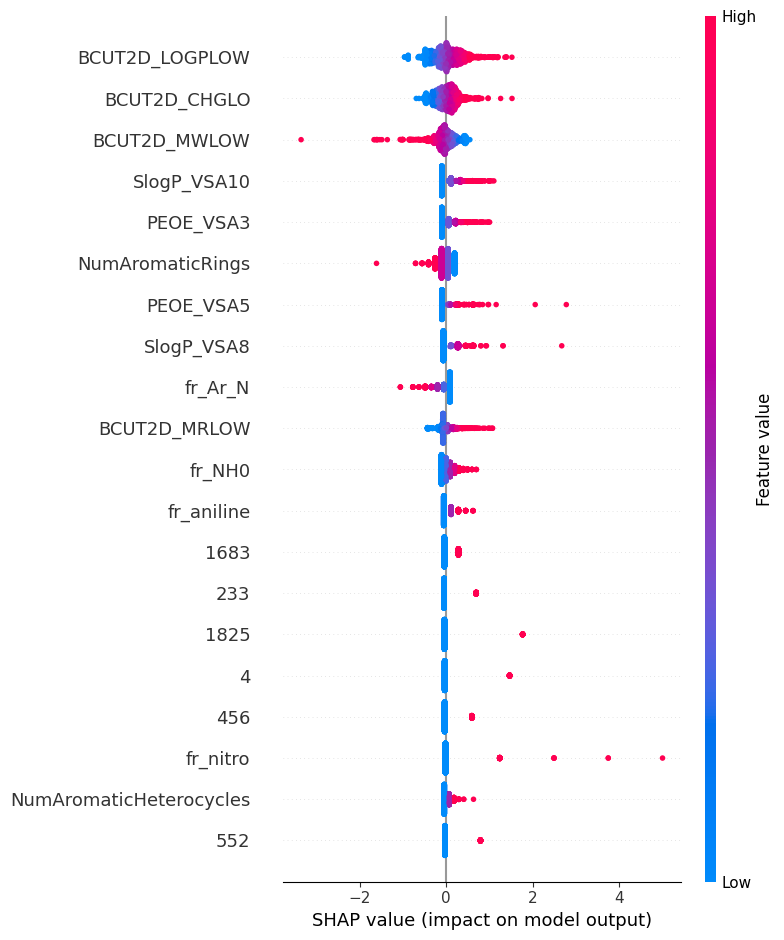 High
BCUT2D_LOGPLOW
BCUT2D_CHGLO
BCUT2D_MWLOW
SlogP_VSA10
PEOE_VSA3
NumAromaticRings
PEOE_VSA5
SlogP_VSA8
fr_Ar_N
BCUT2D_MRLOW
fr_NH0
fr_aniline
1683
233
1825
4
456
fr_nitro
NumAromaticHeterocycles
552
Feature value
Low
−2 0 2 4
SHAP value (impact on model output)